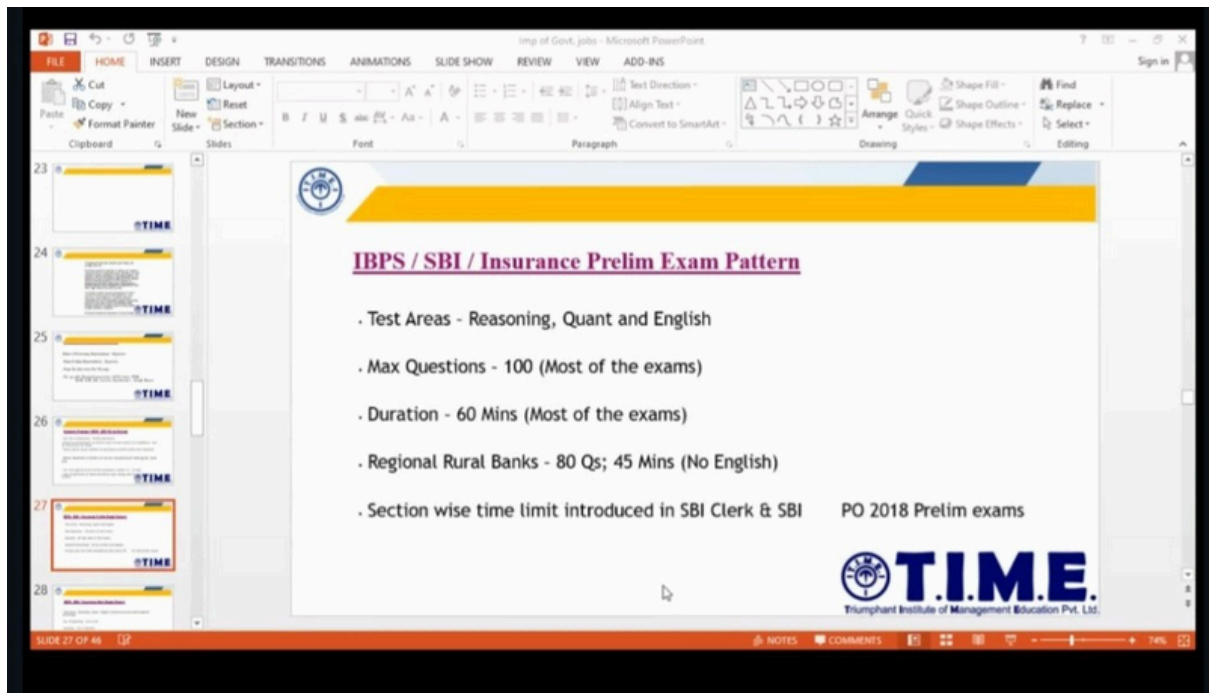 Imp of Govt. jobs - Microsoft PowerPoint
FILE HOME INSERT DESIGN TRANSITIONS ANIMATIONS SLIDE SHOW REVIEW VIEW ADD-INS Sign in
Paste
Cut
Copy
Format Painter
Clipboard
New Slide
Layout
Reset
Section
Slides
Font
Text Direction
Align Text
Convert to SmartArt
Paragraph
Arrange
Quick Styles
Shape Fill
Shape Outline
Shape Effects
Drawing
Find
Replace
Select
Editing
23
TIME
24
TIME
25
TIME
26
TIME
27
TIME
28
IBPS / SBI / Insurance Prelim Exam Pattern
. Test Areas - Reasoning, Quant and English
. Max Questions - 100 (Most of the exams)
. Duration - 60 Mins (Most of the exams)
. Regional Rural Banks - 80 Qs; 45 Mins (No English)
. Section wise time limit introduced in SBI Clerk & SBI PO 2018 Prelim exams
T.I.M.E.
Triumphant Institute of Management Education Pvt. Ltd.
SLIDE 27 OF 46 NOTES COMMENTS 74%